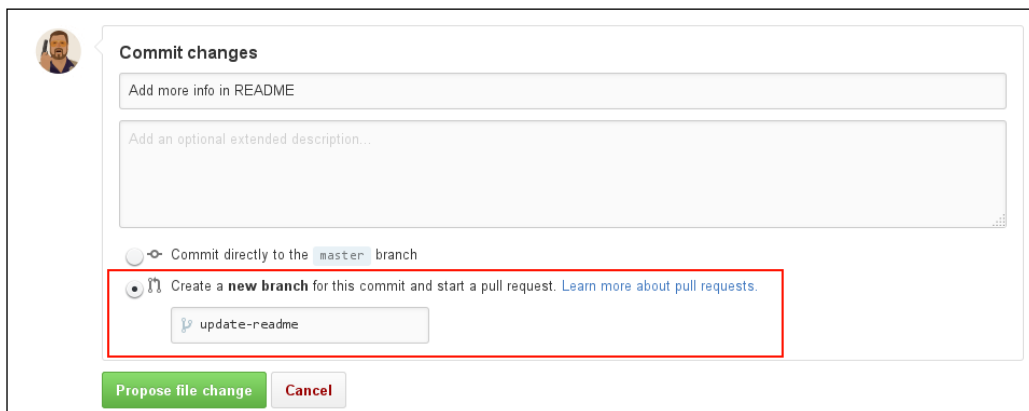 Commit changes
Add more info in README
Add an optional extended description...
Commit directly to the master branch
Create a new branch for this commit and start a pull request. Learn more about pull requests.
update-readme
Propose file change Cancel